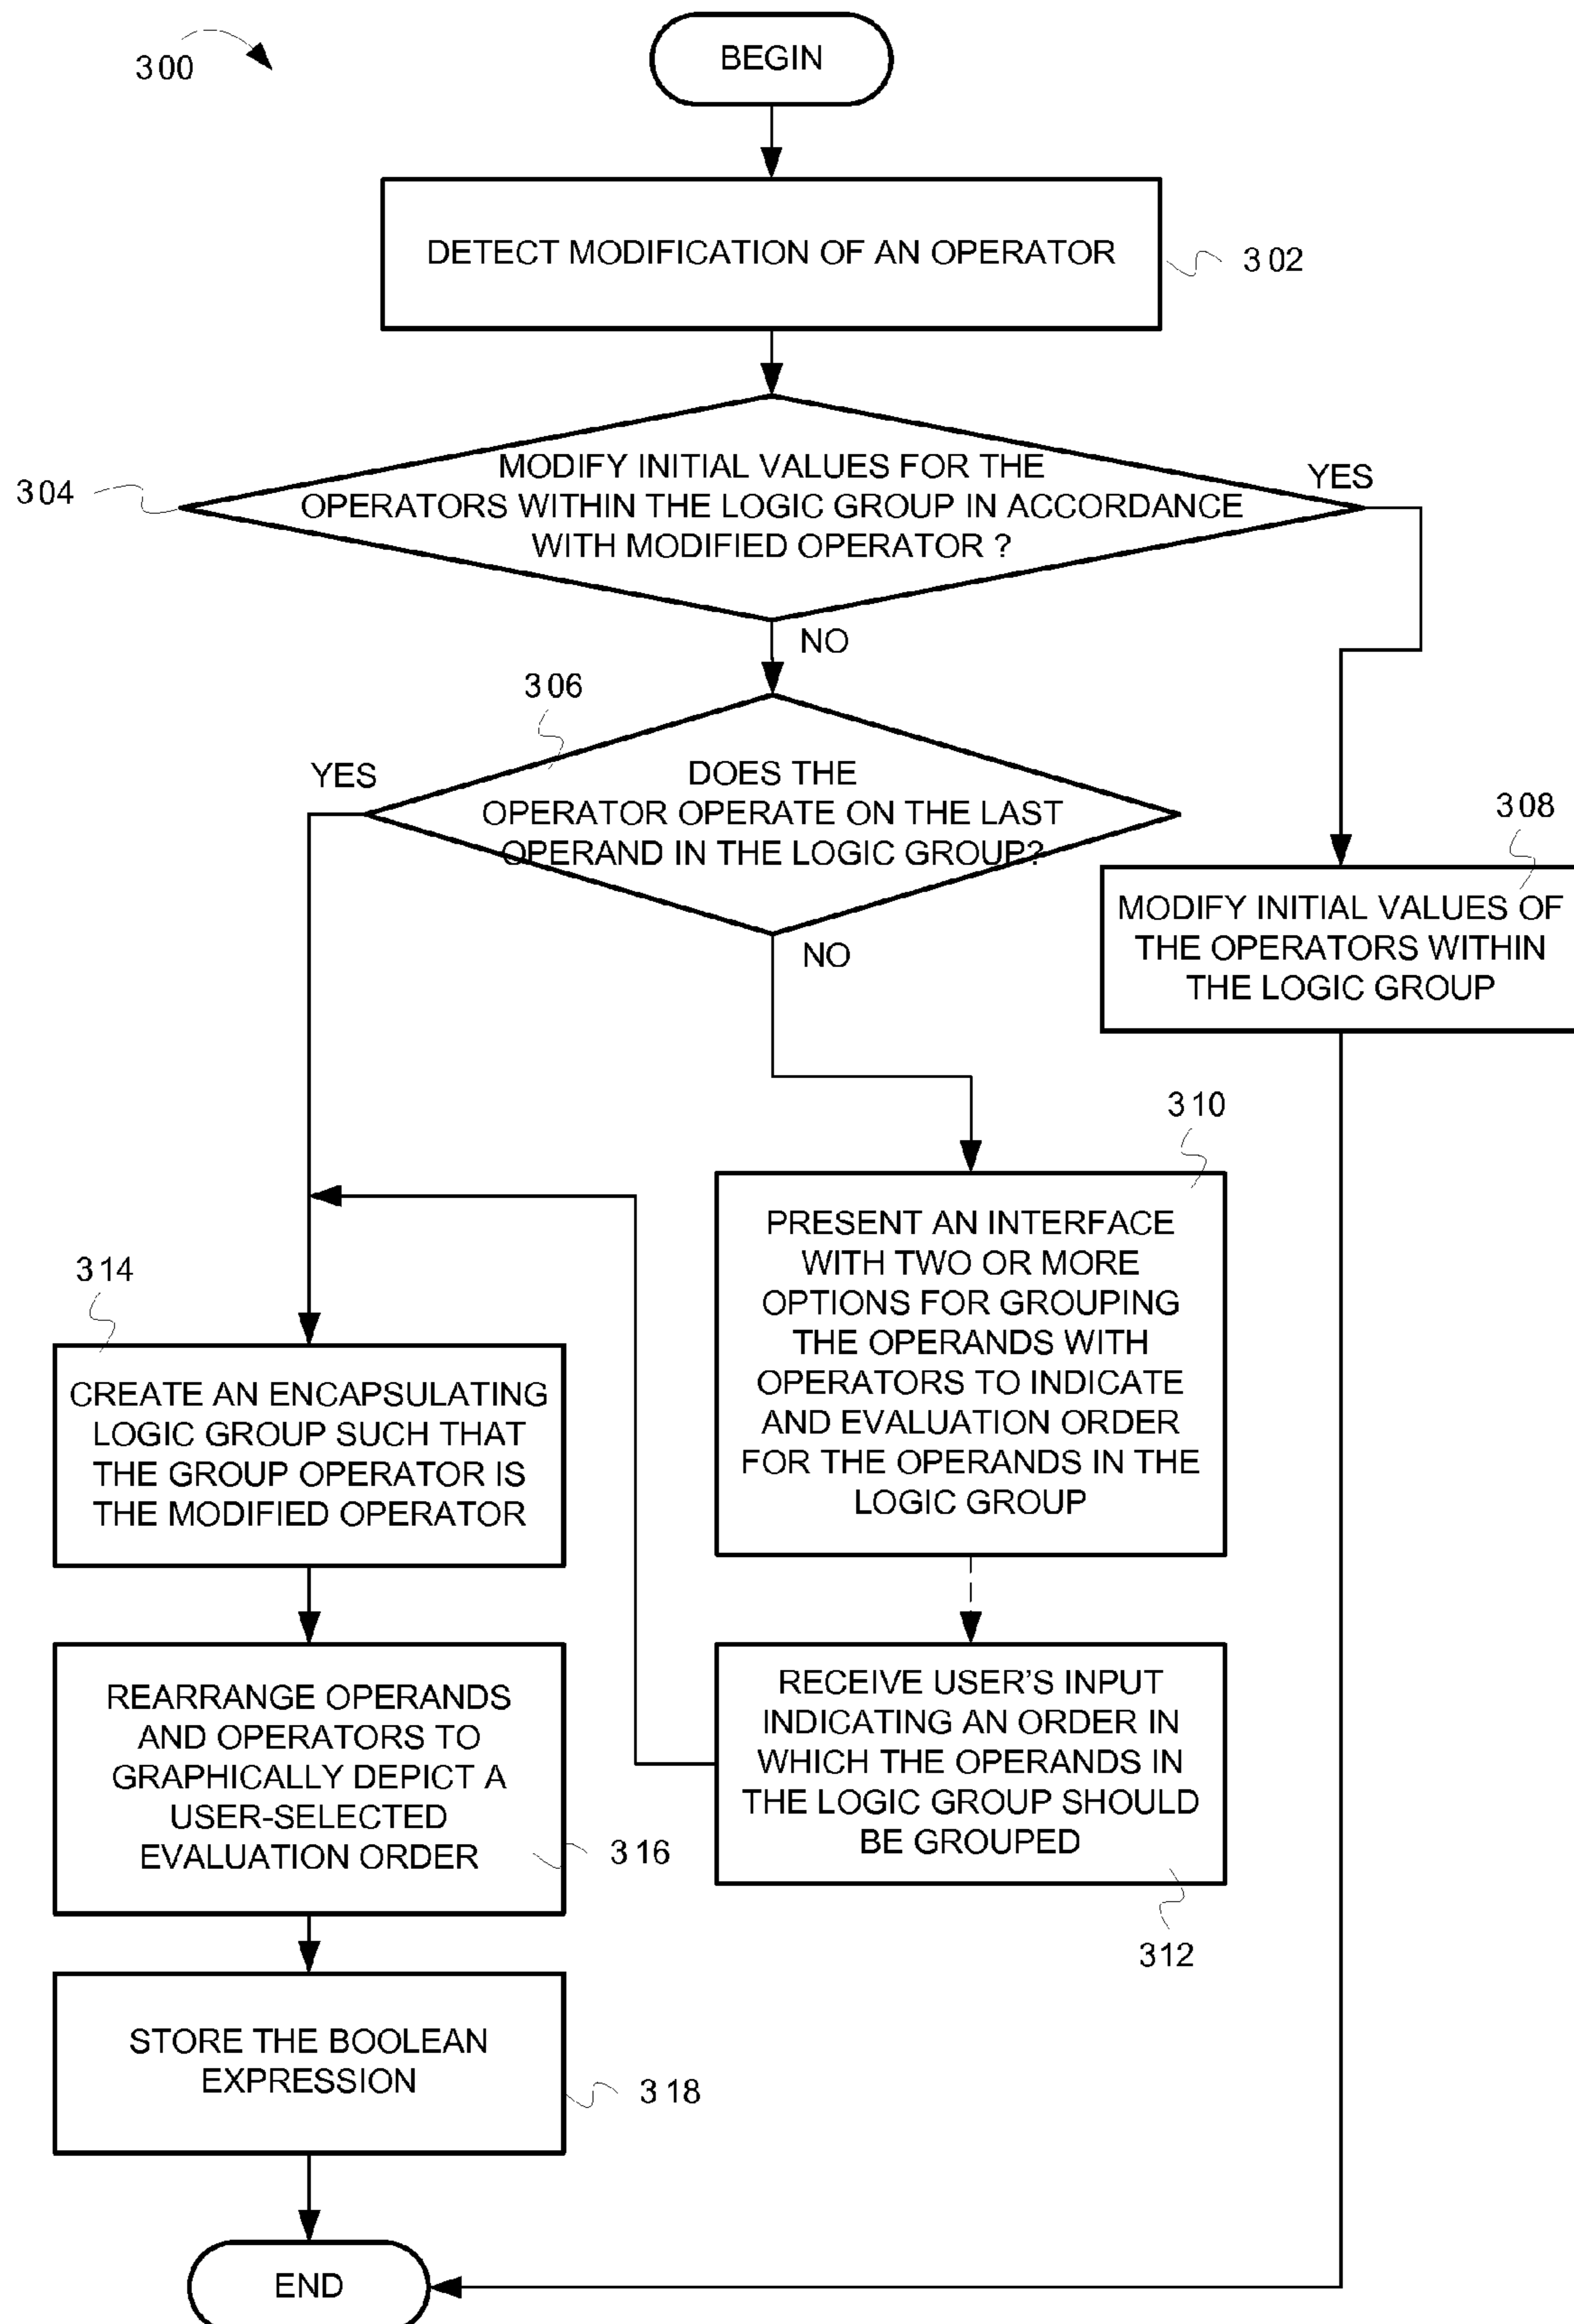 300
BEGIN
DETECT MODIFICATION OF AN OPERATOR
302
304
MODIFY INITIAL VALUES FOR THE
OPERATORS WITHIN THE LOGIC GROUP IN ACCORDANCE
WITH MODIFIED OPERATOR ?
YES
NO
306
YES
DOES THE
OPERATOR OPERATE ON THE LAST
OPERAND IN THE LOGIC GROUP?
NO
308
MODIFY INITIAL VALUES OF
THE OPERATORS WITHIN
THE LOGIC GROUP
310
PRESENT AN INTERFACE
WITH TWO OR MORE
OPTIONS FOR GROUPING
THE OPERANDS WITH
OPERATORS TO INDICATE
AND EVALUATION ORDER
FOR THE OPERANDS IN THE
LOGIC GROUP
314
CREATE AN ENCAPSULATING
LOGIC GROUP SUCH THAT
THE GROUP OPERATOR IS
THE MODIFIED OPERATOR
RECEIVE USER'S INPUT
INDICATING AN ORDER IN
WHICH THE OPERANDS IN
THE LOGIC GROUP SHOULD
BE GROUPED
312
REARRANGE OPERANDS
AND OPERATORS TO
GRAPHICALLY DEPICT A
USER-SELECTED
EVALUATION ORDER
316
STORE THE BOOLEAN
EXPRESSION
318
END